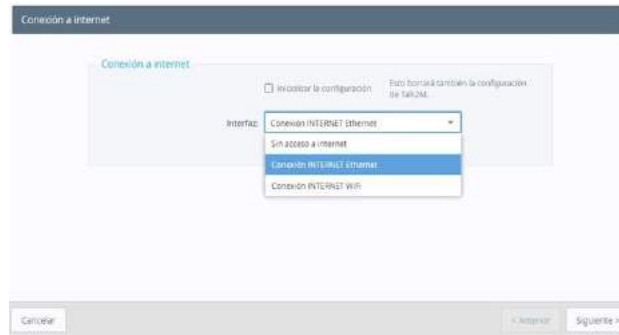 Conexión a internet
Conexión a internet
Inicializar la configuración
Esto borrará también la configuración
de Talk2M.
Interfaz: Conexión INTERNET Ethernet
Sin acceso a internet
Conexión INTERNET Ethernet
Conexión INTERNET WiFi
Cancelar
< Anterior
Siguiente >